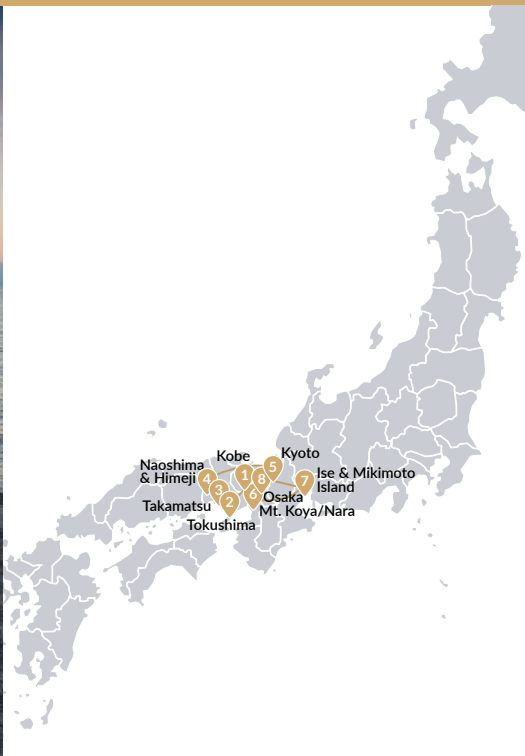 Kobe
Kyoto
Naoshima
& Himeji
Ise & Mikimoto
Island
Takamatsu
Osaka
Mt. Koya/Nara
Tokushima
1
2
3
4
5
6
7
8